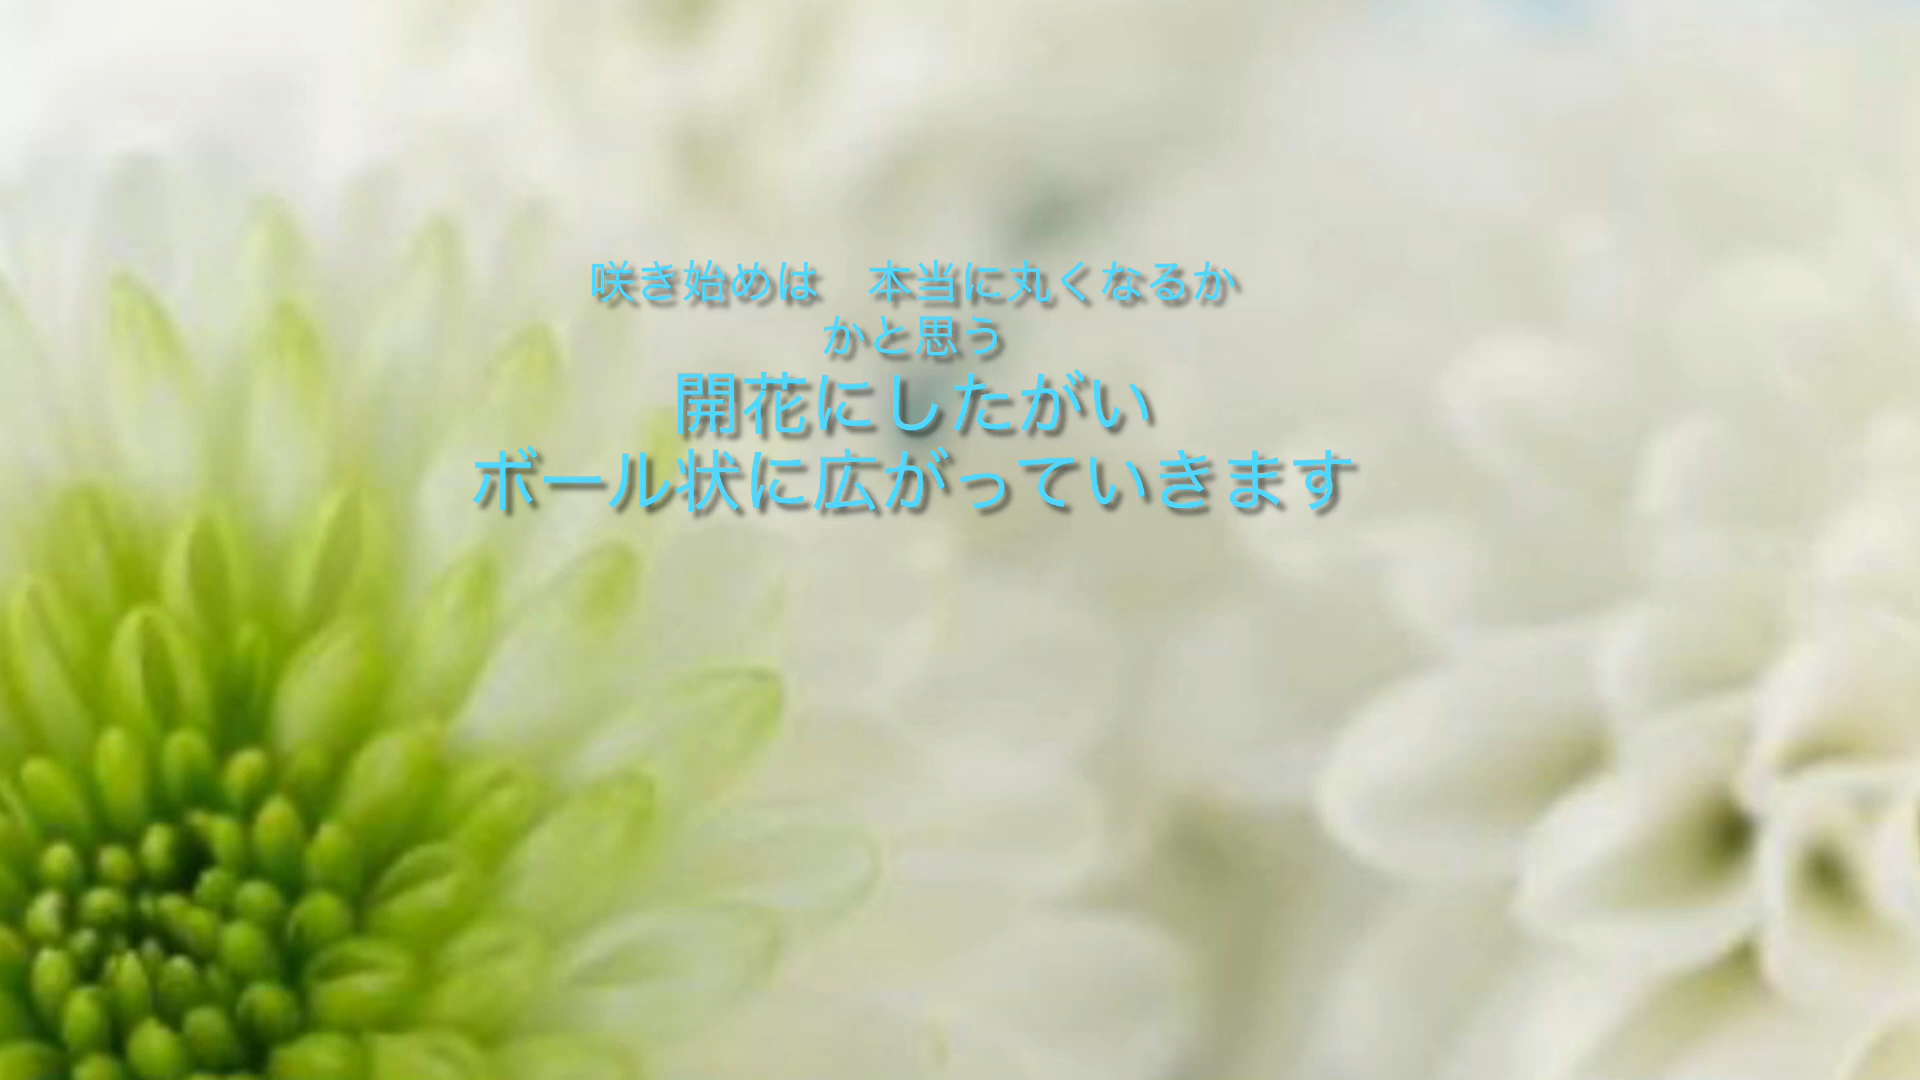 咲き始めは　本当に丸くなるか
かと思う
開花にしたがい
ボール状に広がっていきます